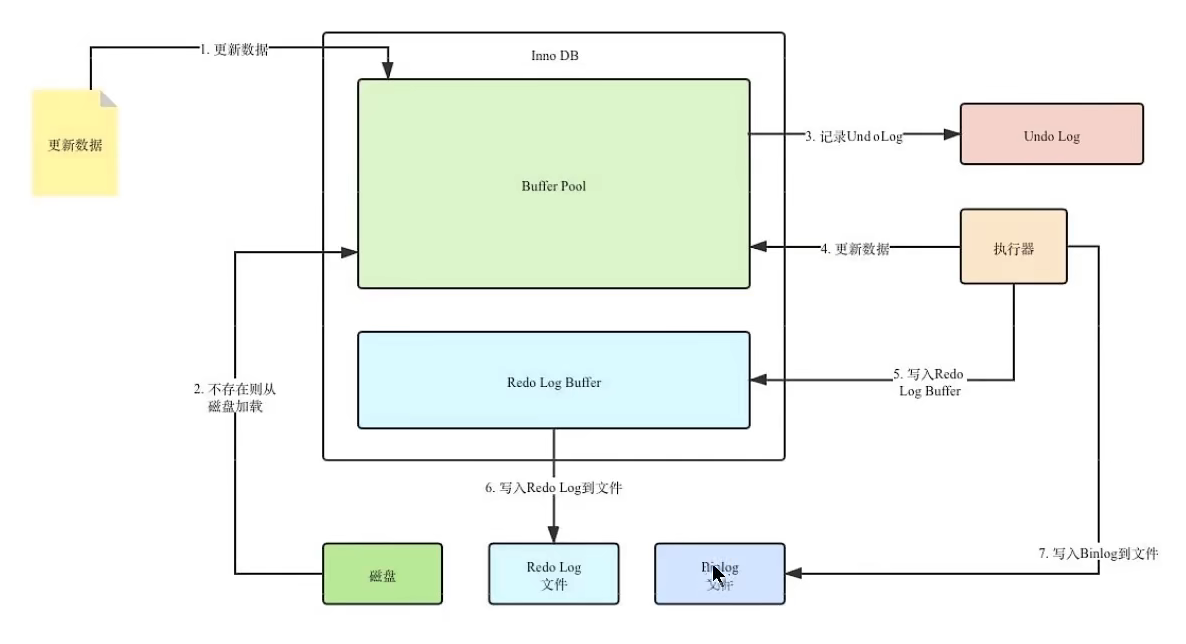 1. 更新数据
Inno DB
更新数据
Buffer Pool
3. 记录UndoLog
Undo Log
4. 更新数据
执行器
2. 不存在则从
磁盘加载
Redo Log Buffer
5. 写入Redo
Log Buffer
6. 写入Redo Log到文件
7. 写入Binlog到文件
磁盘
Redo Log
文件
Binlog
文件